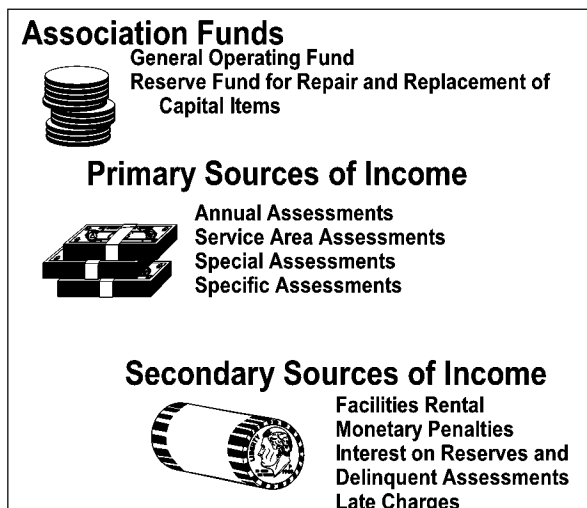 Association Funds
General Operating Fund
Reserve Fund for Repair and Replacement of
Capital Items
Primary Sources of Income
Annual Assessments
Service Area Assessments
Special Assessments
Specific Assessments
Secondary Sources of Income
Facilities Rental
Monetary Penalties
Interest on Reserves and
Delinquent Assessments
Late Charges